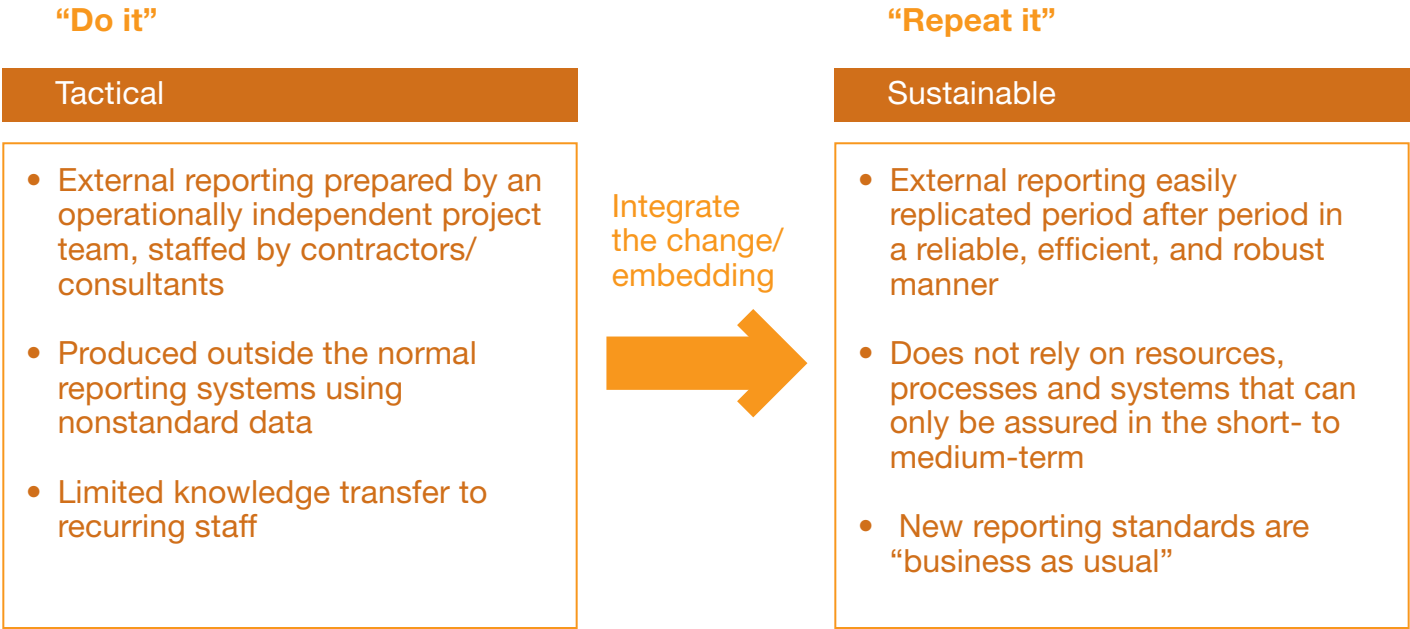 “Do it”
Tactical
• External reporting prepared by an
operationally independent project
team, staffed by contractors/
consultants
• Produced outside the normal
reporting systems using
nonstandard data
• Limited knowledge transfer to
recurring staff
Integrate
the change/
embedding
“Repeat it”
Sustainable
• External reporting easily
replicated period after period in
a reliable, efficient, and robust
manner
• Does not rely on resources,
processes and systems that can
only be assured in the short- to
medium-term
• New reporting standards are
“business as usual”